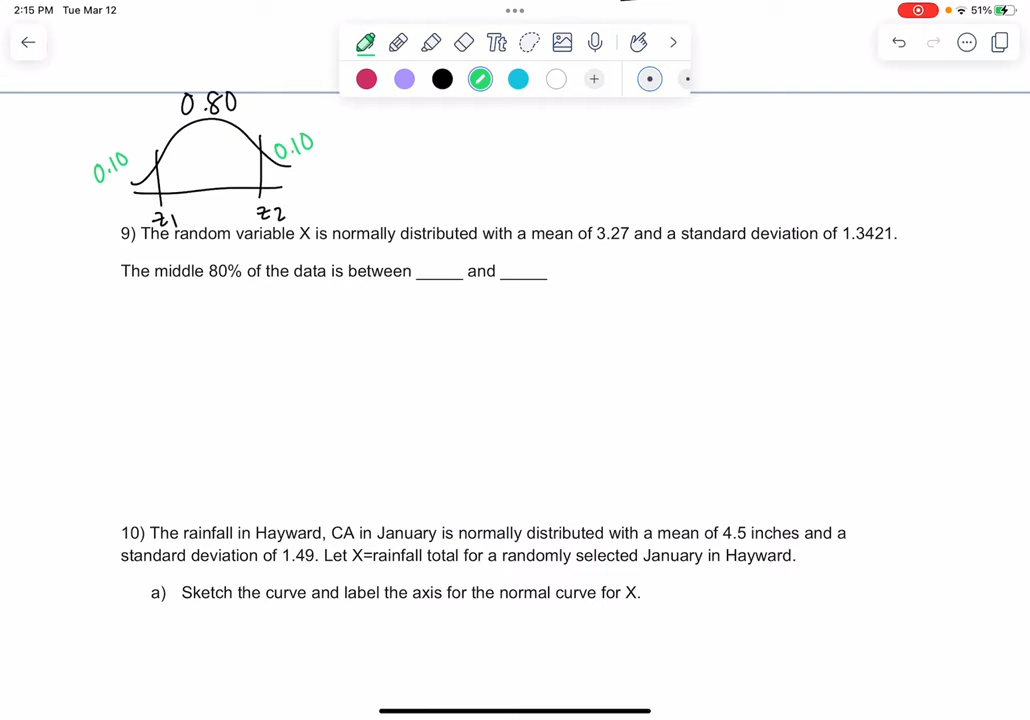 2:15 PM Tue Mar 12
51%
Tt
0.80
0.10
0.10
z1
z2
9) The random variable X is normally distributed with a mean of 3.27 and a standard deviation of 1.3421.
The middle 80% of the data is between _____ and _____
10) The rainfall in Hayward, CA in January is normally distributed with a mean of 4.5 inches and a
standard deviation of 1.49. Let X=rainfall total for a randomly selected January in Hayward.
a) Sketch the curve and label the axis for the normal curve for X.